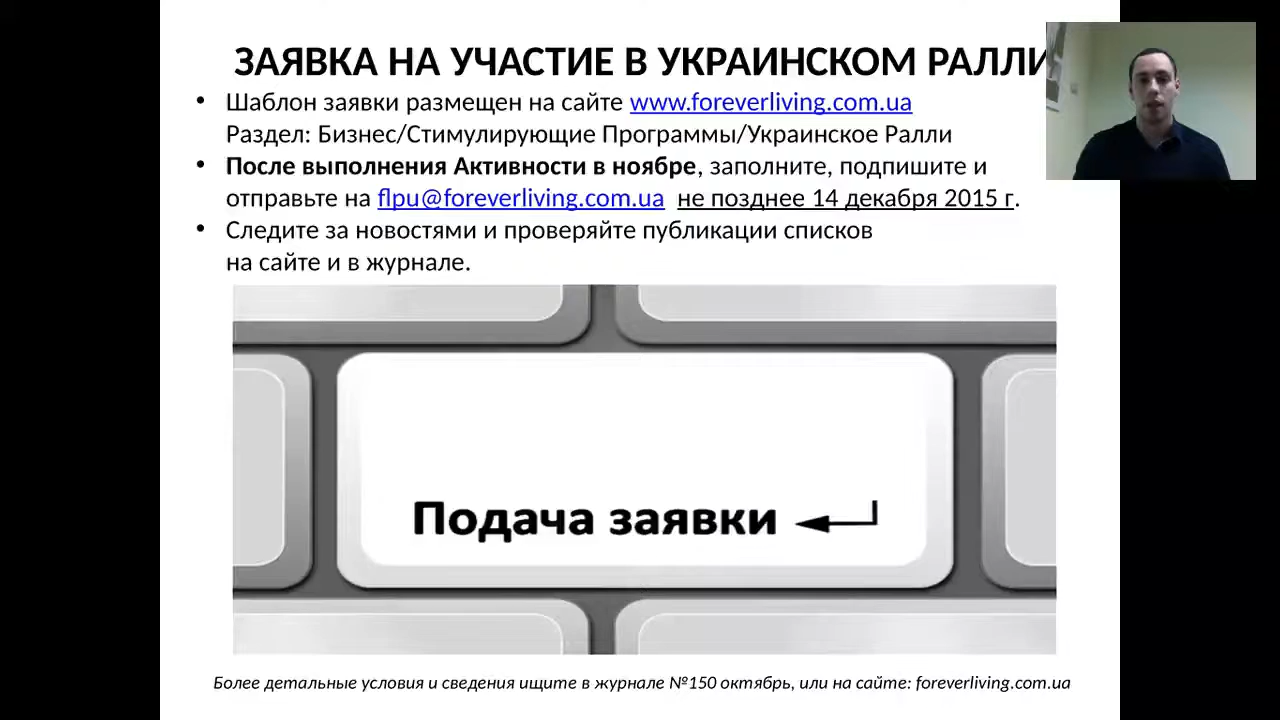 ЗАЯВКА НА УЧАСТИЕ В УКРАИНСКОМ РАЛЛИ
• Шаблон заявки размещен на сайте www.foreverliving.com.ua
Раздел: Бизнес/Стимулирующие Программы/Украинское Ралли
• После выполнения Активности в ноябре, заполните, подпишите и
отправьте на flpu@foreverliving.com.ua не позднее 14 декабря 2015 г.
• Следите за новостями и проверяйте публикации списков
на сайте и в журнале.
Подача заявки
Более детальные условия и сведения ищите в журнале №150 октябрь, или на сайте: foreverliving.com.ua